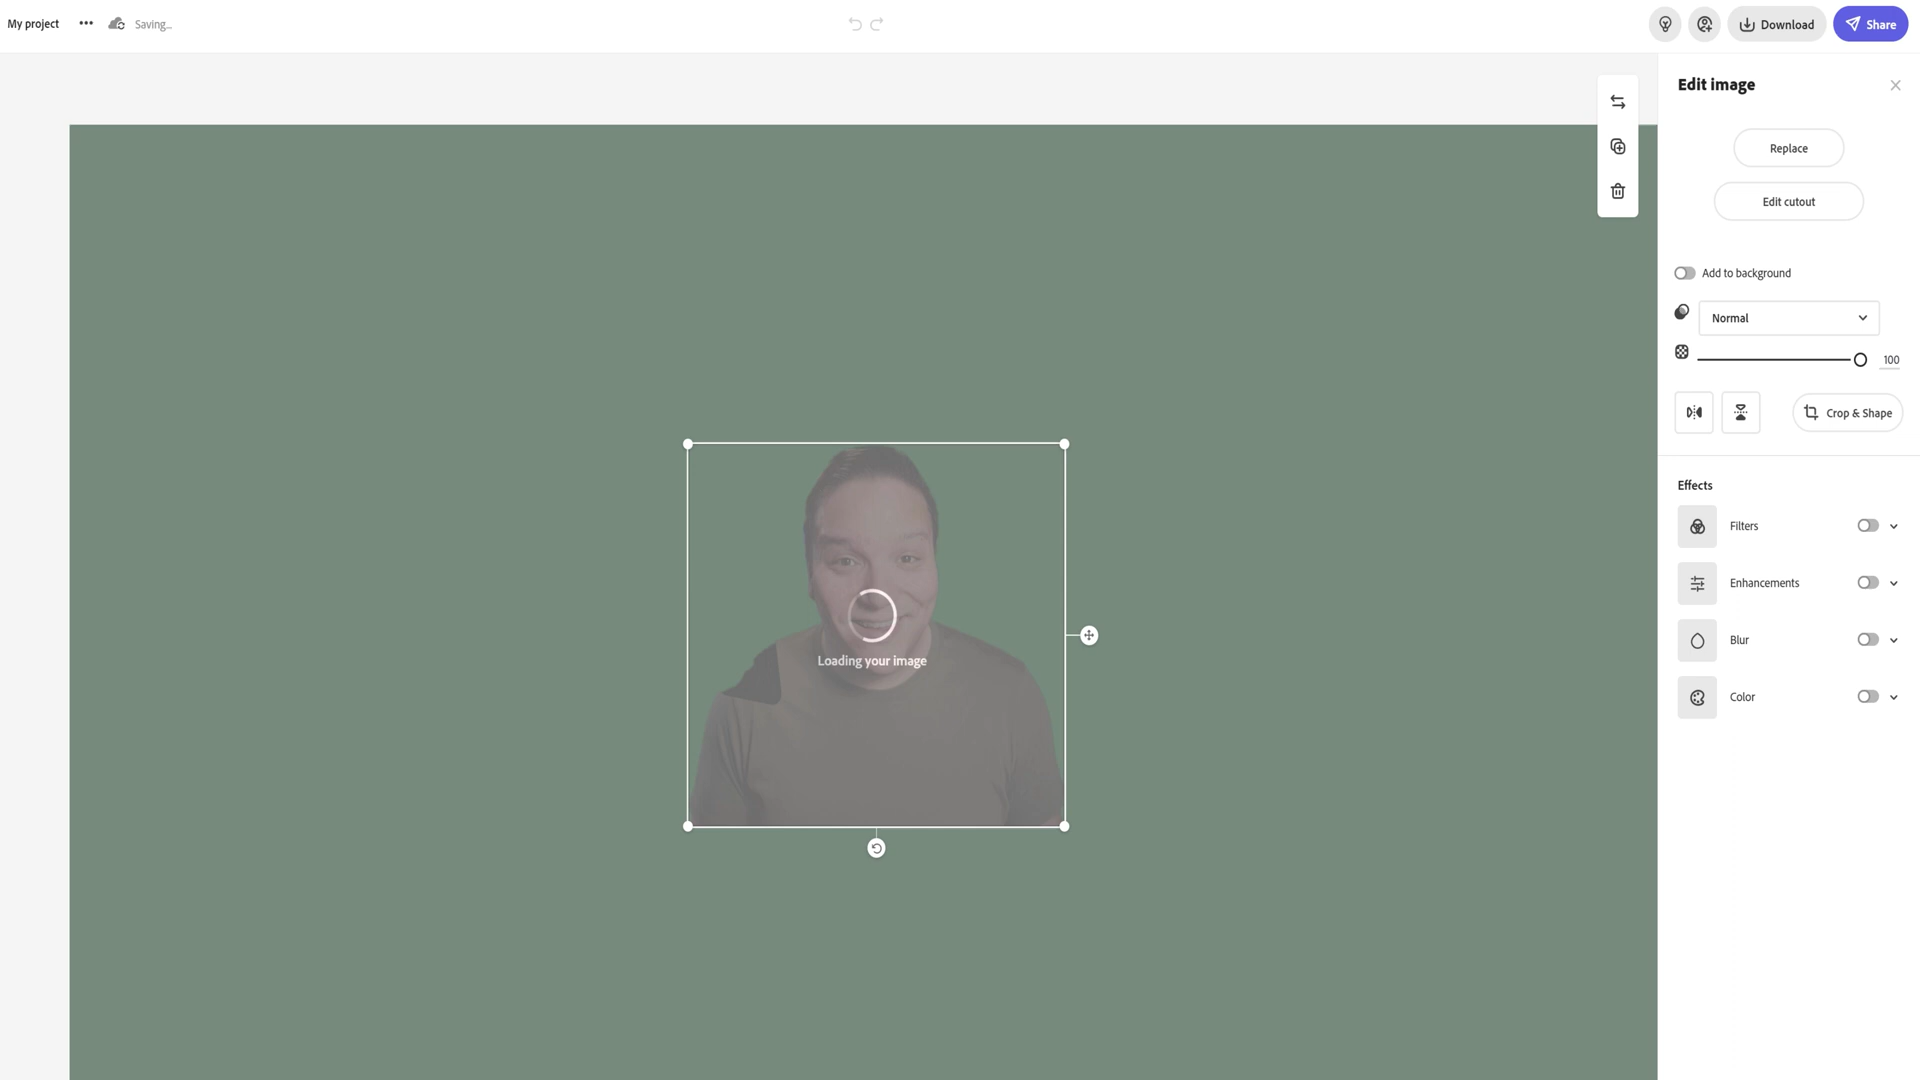 My project
Saving...
Download
Share
Edit image
Replace
Edit cutout
Add to background
Normal
100
Crop & Shape
Effects
Filters
Enhancements
Blur
Color
Loading your image